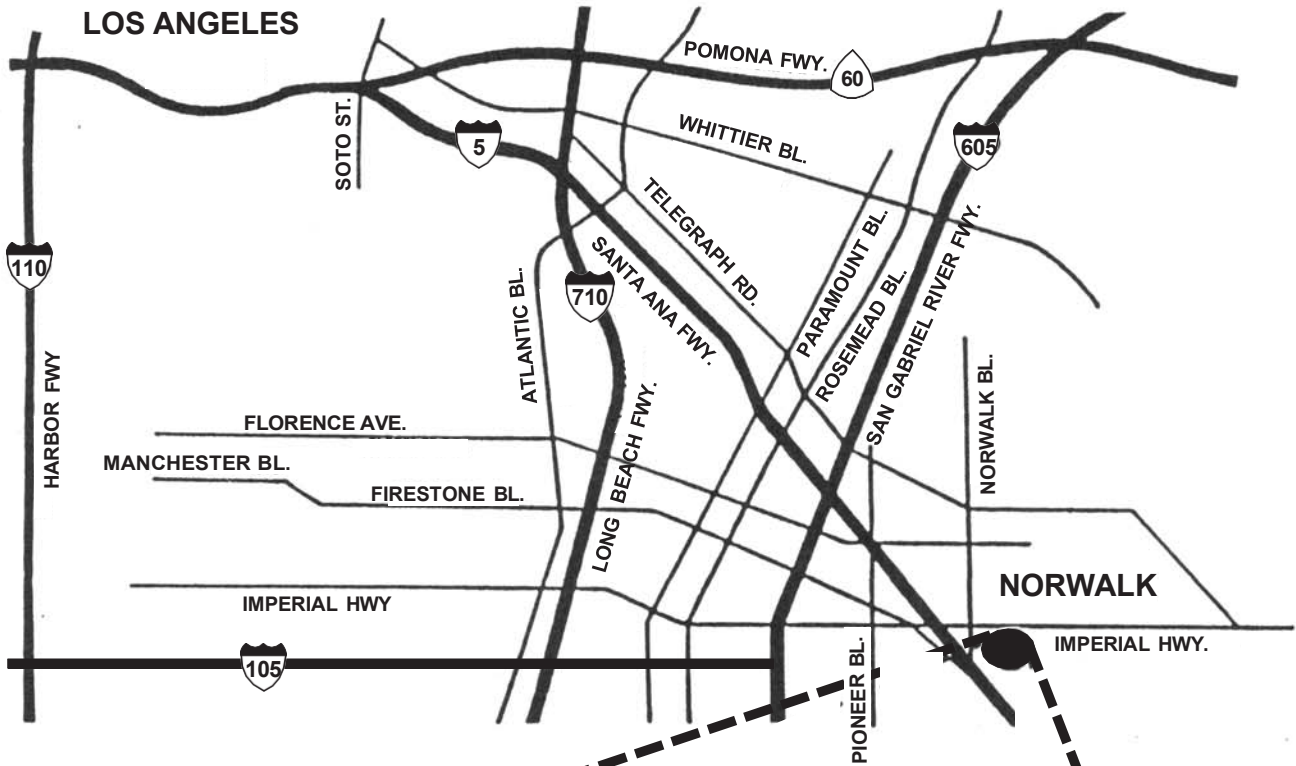 LOS ANGELES
POMONA FWY.
60
SOTO ST.
5
WHITTIER BL.
605
TELEGRAPH RD.
PARAMOUNT BL.
110
SANTA ANA FWY.
ROSEMEAD BL.
SAN GABRIEL RIVER FWY.
ATLANTIC BL.
710
HARBOR FWY
NORWALK BL.
FLORENCE AVE.
MANCHESTER BL.
FIRESTONE BL.
LONG BEACH FWY.
NORWALK
IMPERIAL HWY
IMPERIAL HWY.
105
PIONEER BL.